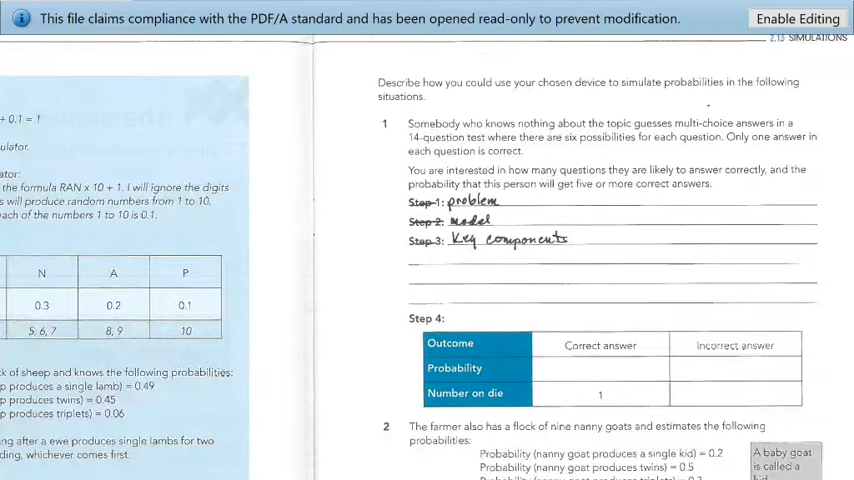 This file claims compliance with the PDF/A standard and has been opened read-only to prevent modification.
Enable Editing
2.13 SIMULATIONS
+ 0.1 = 1
ulator.
ator:
the formula RAN x 10 + 1. I will ignore the digits
s will produce random numbers from 1 to 10.
each of the numbers 1 to 10 is 0.1.
N A P
0.3 0.2 0.1
5, 6, 7 8, 9 10
ck of sheep and knows the following probabilities:
p produces a single lamb) = 0.49
p produces twins) = 0.45
p produces triplets) = 0.06
ng after a ewe produces single lambs for two
ding, whichever comes first.
Describe how you could use your chosen device to simulate probabilities in the following
situations.
1 Somebody who knows nothing about the topic guesses multi-choice answers in a
14-question test where there are six possibilities for each question. Only one answer in
each question is correct.
You are interested in how many questions they are likely to answer correctly, and the
probability that this person will get five or more correct answers.
Step 1: problem
Step 2: model
Step 3: Key components
Step 4:
Outcome Correct answer Incorrect answer
Probability
Number on die 1
2 The farmer also has a flock of nine nanny goats and estimates the following
probabilities:
Probability (nanny goat produces a single kid) = 0.2
Probability (nanny goat produces twins) = 0.5
A baby goat
is called a